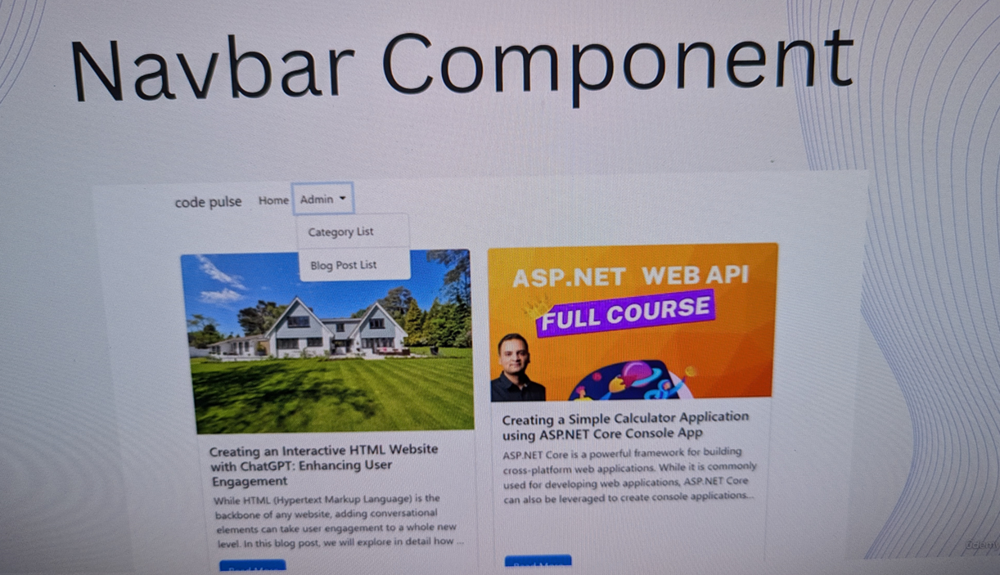 Navbar Component
code pulse Home Admin
Category List
Blog Post List
ASP.NET WEB API
FULL COURSE
Creating an Interactive HTML Website
with ChatGPT: Enhancing User
Engagement
While HTML (Hypertext Markup Language) is the
backbone of any website, adding conversational
elements can take user engagement to a whole new
level. In this blog post, we will explore in detail how ...
Read More
Creating a Simple Calculator Application
using ASP.NET Core Console App
ASP.NET Core is a powerful framework for building
cross-platform web applications. While it is commonly
used for developing web applications, ASP.NET Core
can also be leveraged to create console applications...
Read More